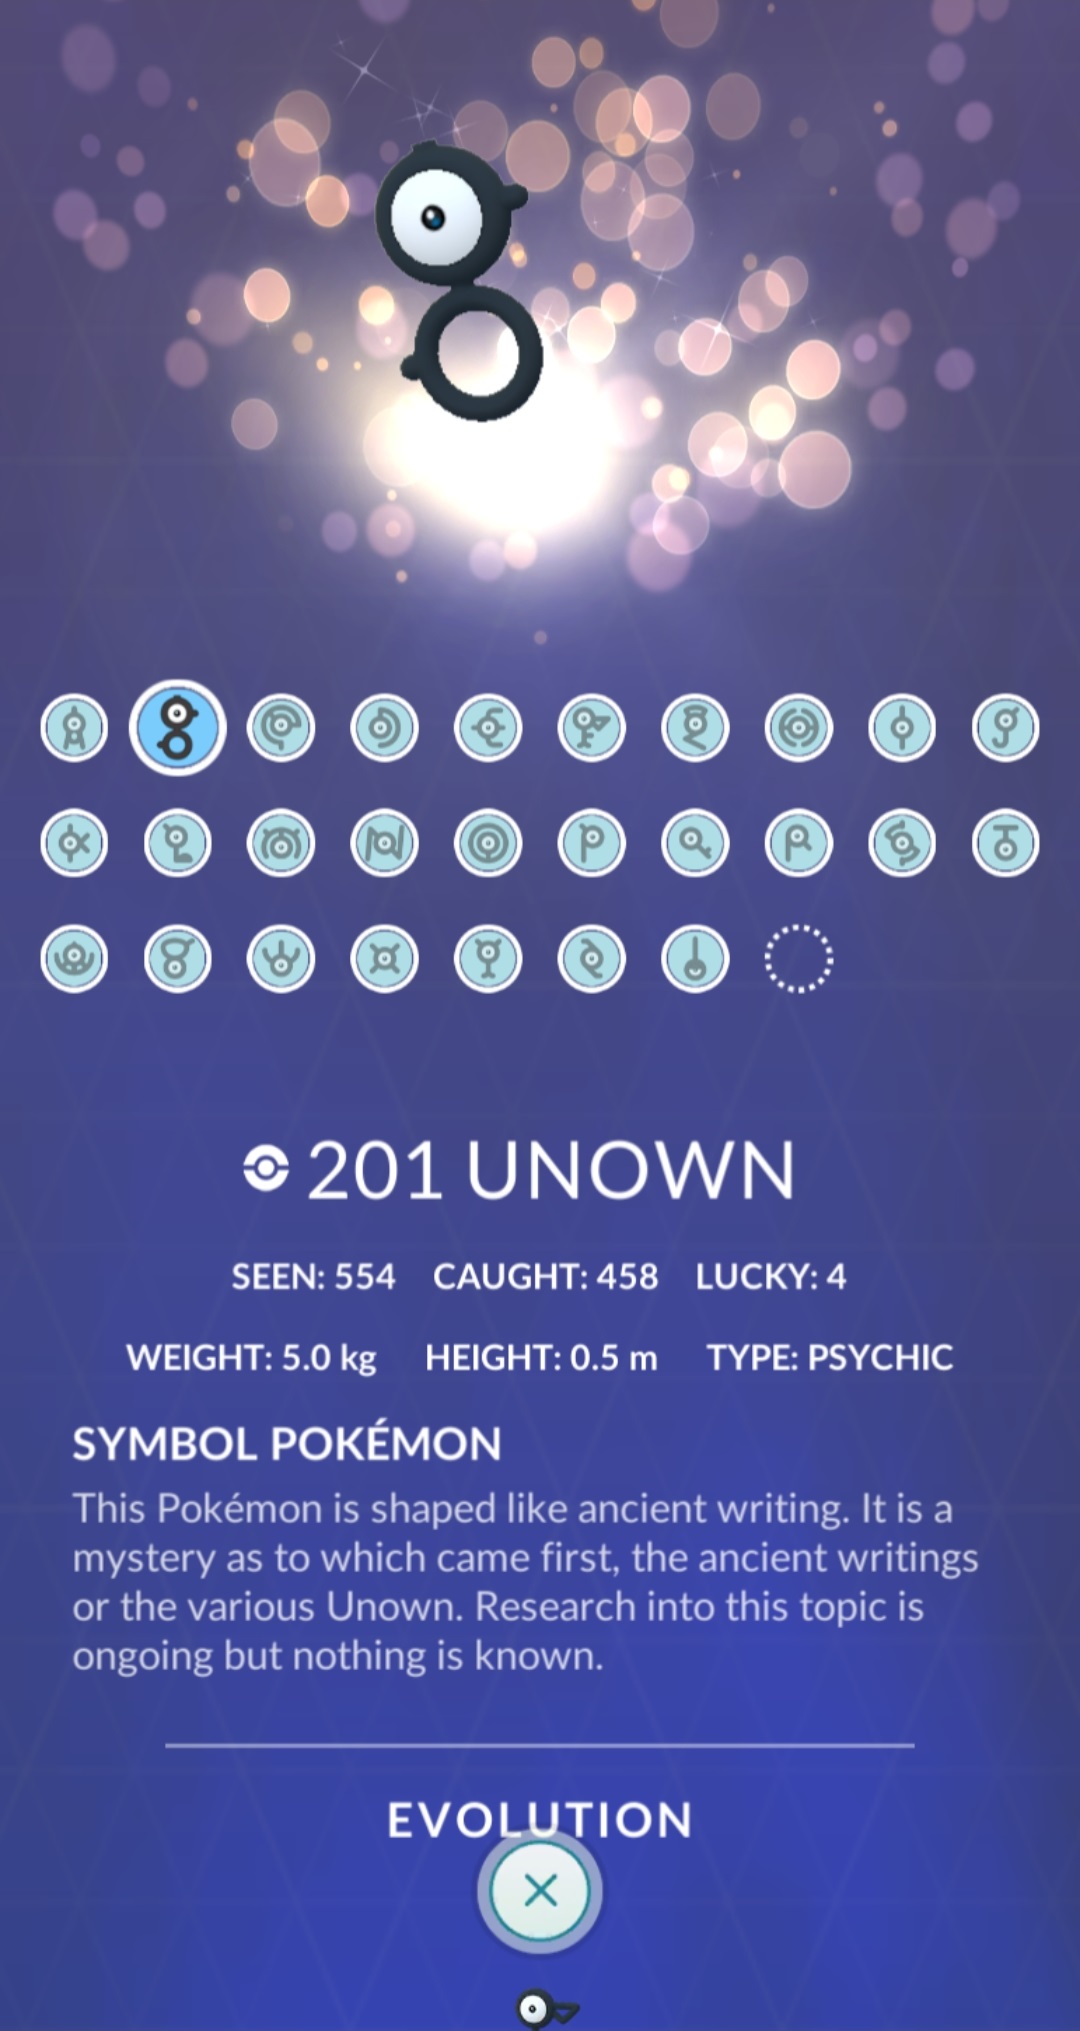 201 UNOWN
SEEN: 554 CAUGHT: 458 LUCKY: 4
WEIGHT: 5.0 kg HEIGHT: 0.5 m TYPE: PSYCHIC
SYMBOL POKÉMON
This Pokémon is shaped like ancient writing. It is a
mystery as to which came first, the ancient writings
or the various Unown. Research into this topic is
ongoing but nothing is known.
EVOLUTION